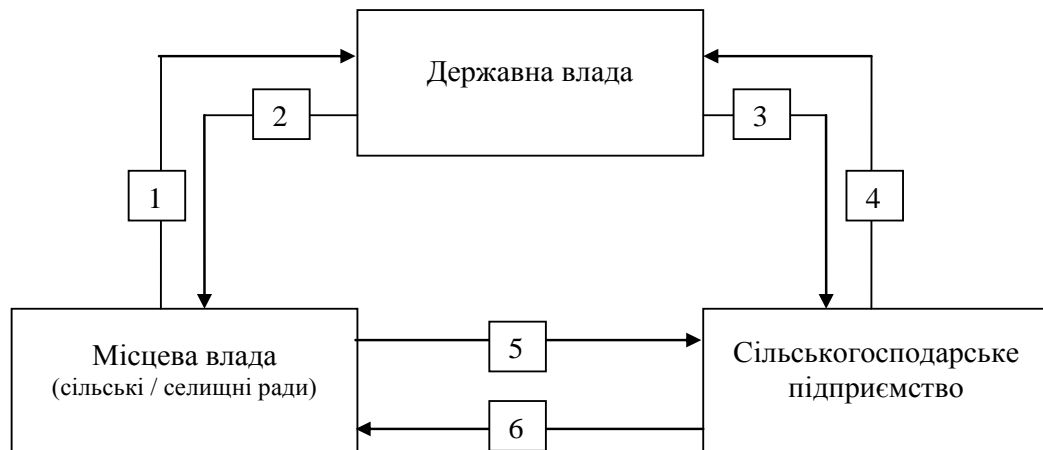 Державна влада
2
3
1
4
Місцева влада
(сільські / селищні ради)
5
6
Сільськогосподарське
підприємство